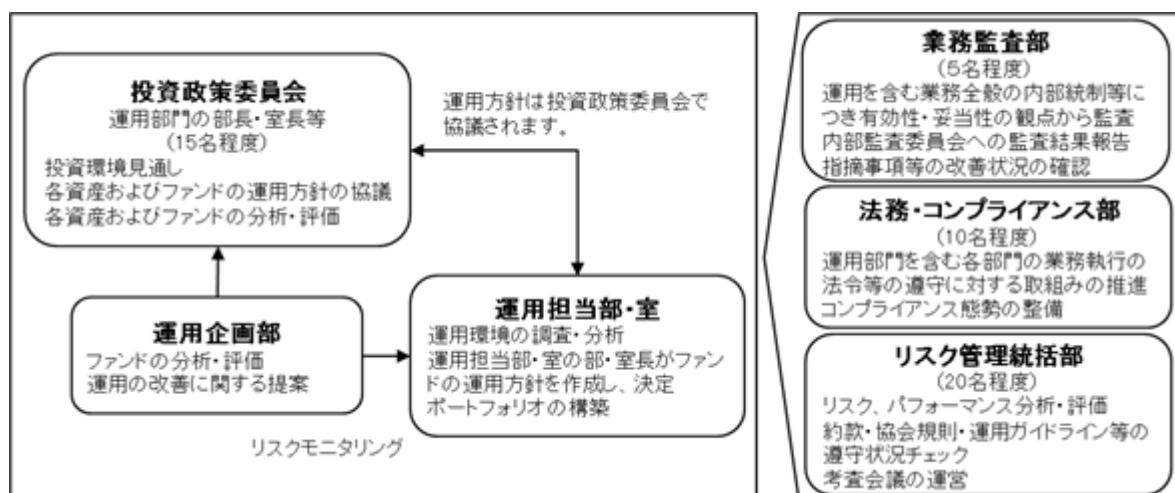 投資政策委員会
運用部門の部長・室長等
(15名程度)
投資環境見通し
各資産およびファンドの運用方針の協議
各資産およびファンドの分析・評価
運用方針は投資政策委員会で
協議されます。
運用企画部
ファンドの分析・評価
運用の改善に関する提案
運用担当部・室
運用環境の調査・分析
運用担当部・室の部・室長がファン
ドの運用方針を作成し、決定
ポートフォリオの構築
リスクモニタリング
業務監査部
(5名程度)
運用を含む業務全般の内部統制等に
つき有効性・妥当性の観点から監査
内部監査委員会への監査結果報告
指摘事項等の改善状況の確認
法務・コンプライアンス部
(10名程度)
運用部門を含む各部門の業務執行の
法令等の遵守に対する取組みの推進
コンプライアンス態勢の整備
リスク管理統括部
(20名程度)
リスク、パフォーマンス分析・評価
約款・協会規則・運用ガイドライン等の
遵守状況チェック
考査会議の運営